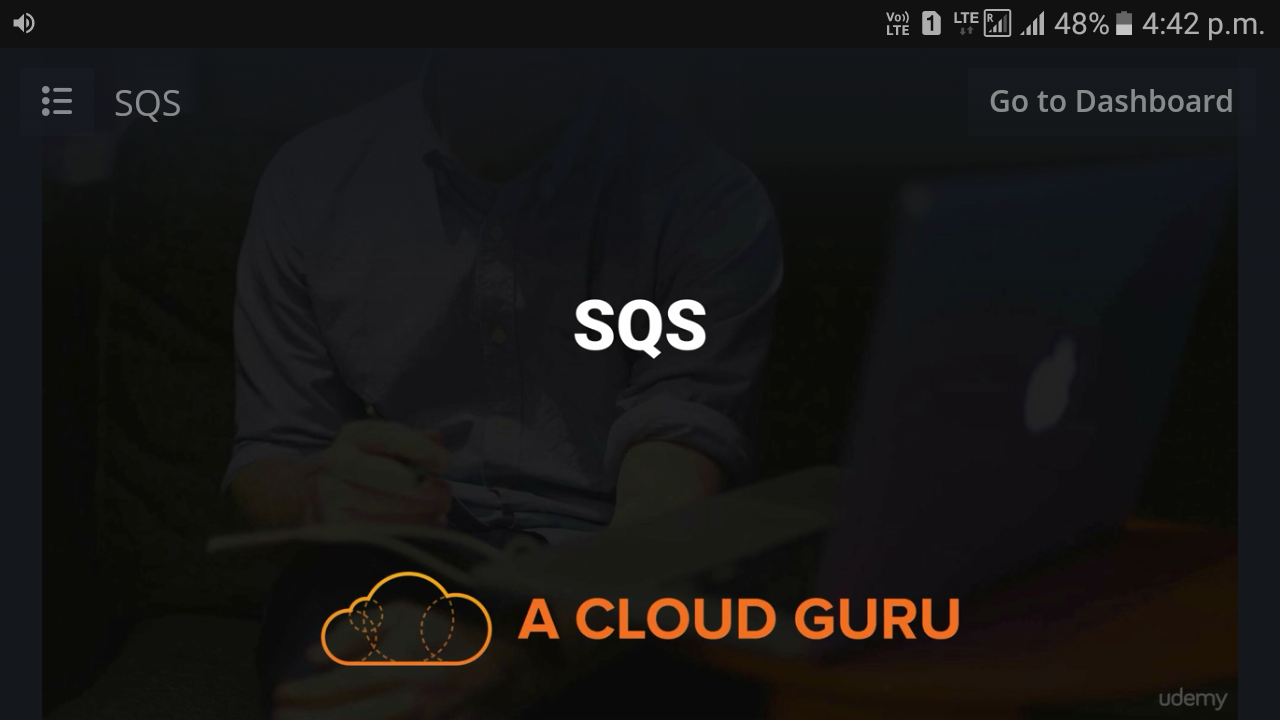 Vo)) LTE 1 LTE R 48% 4:42 p.m.
SQS Go to Dashboard
SQS
A CLOUD GURU
udemy